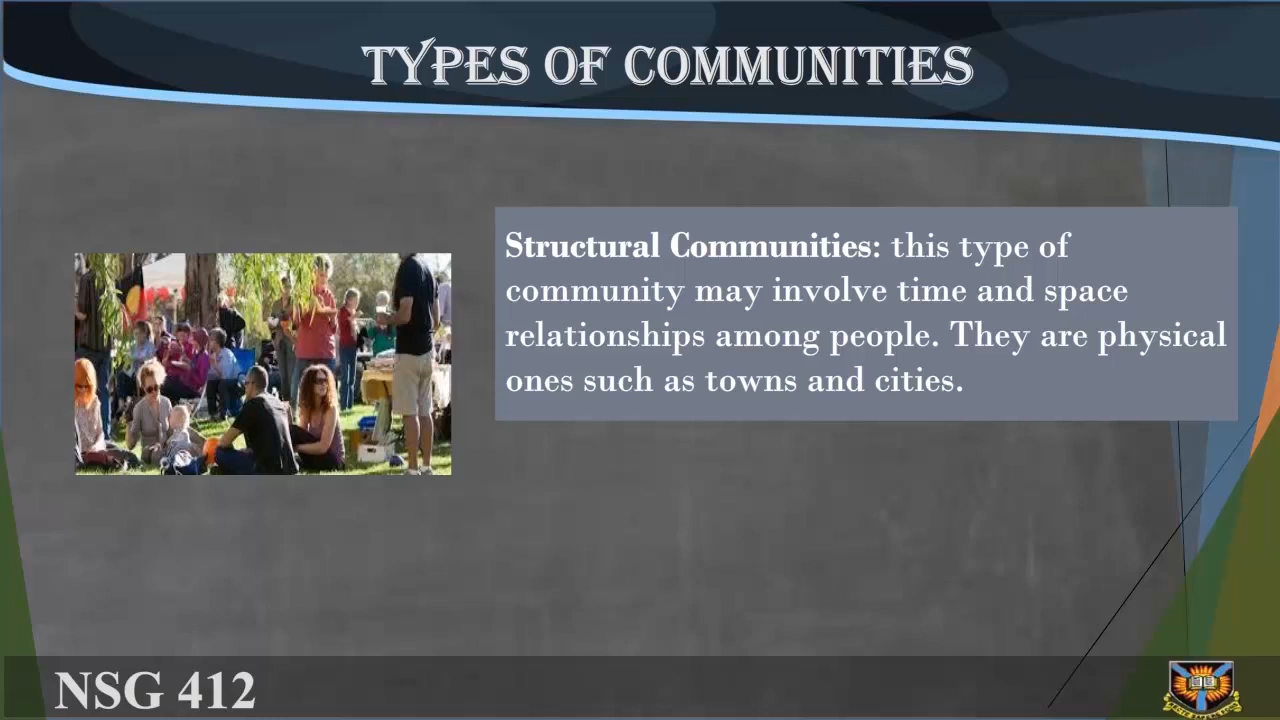 TYPES OF COMMUNITIES
Structural Communities: this type of
community may involve time and space
relationships among people. They are physical
ones such as towns and cities.
NSG 412